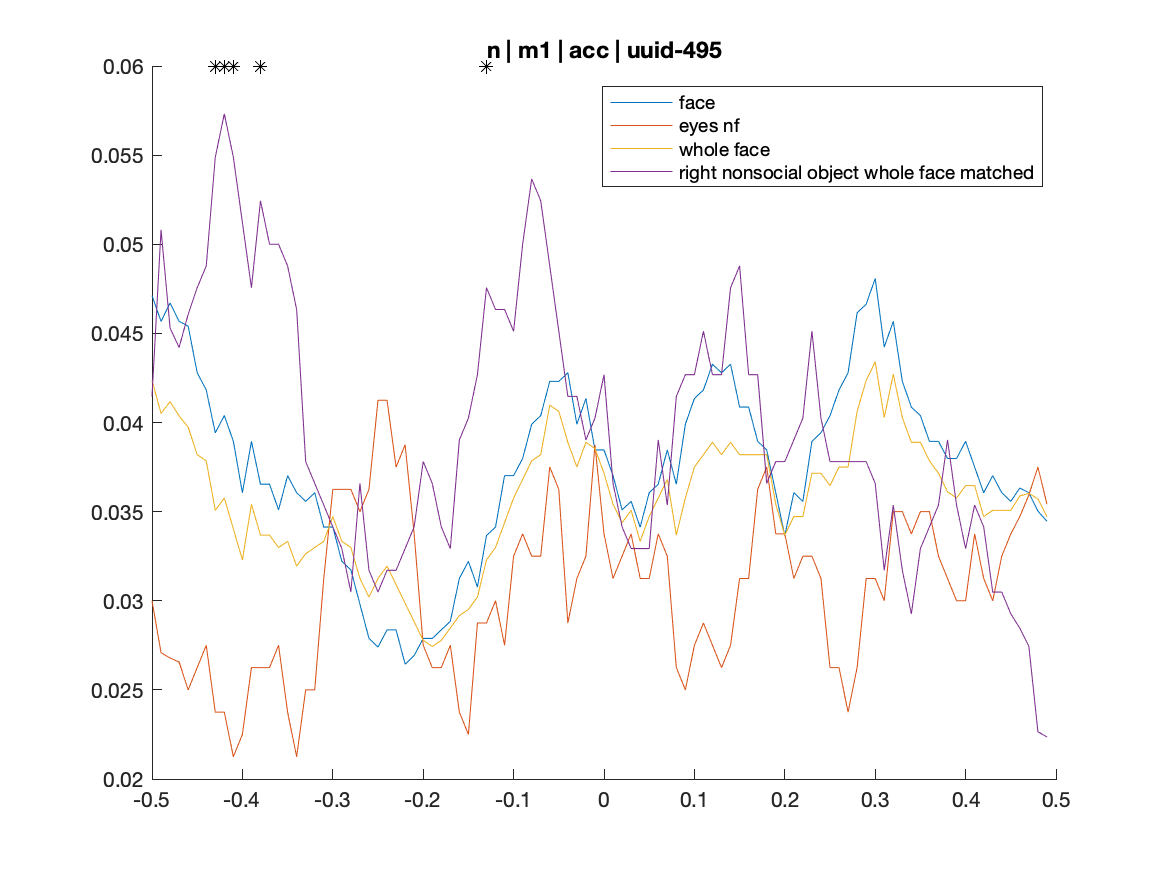 n | m1 | acc | uuid-495
0.06
0.055
0.05
0.045
0.04
0.035
0.03
0.025
0.02
face
eyes nf
whole face
right nonsocial object whole face matched
-0.5 -0.4 -0.3 -0.2 -0.1 0 0.1 0.2 0.3 0.4 0.5